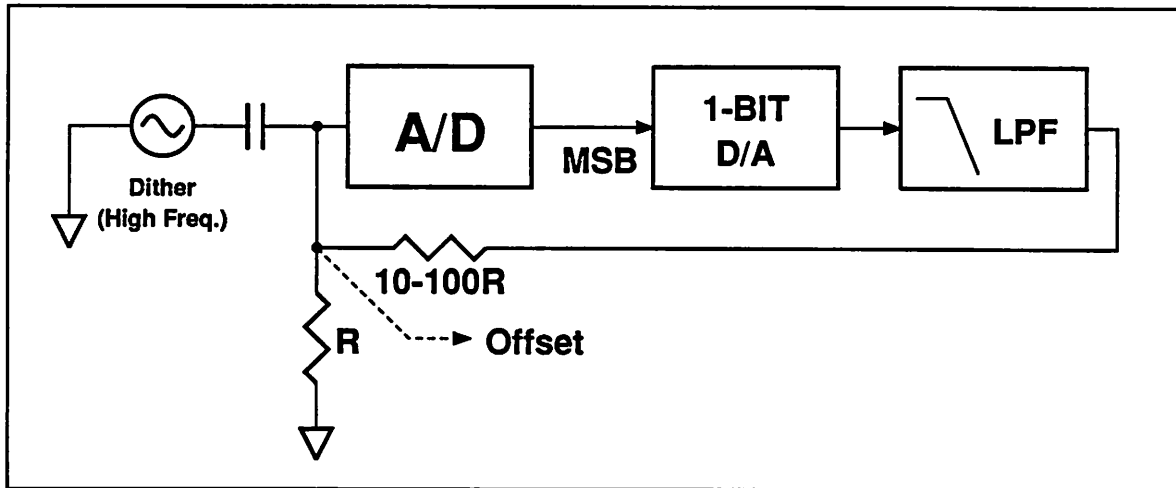 A/D
MSB
1-BIT
D/A
LPF
Dither
(High Freq.)
10-100R
R
Offset